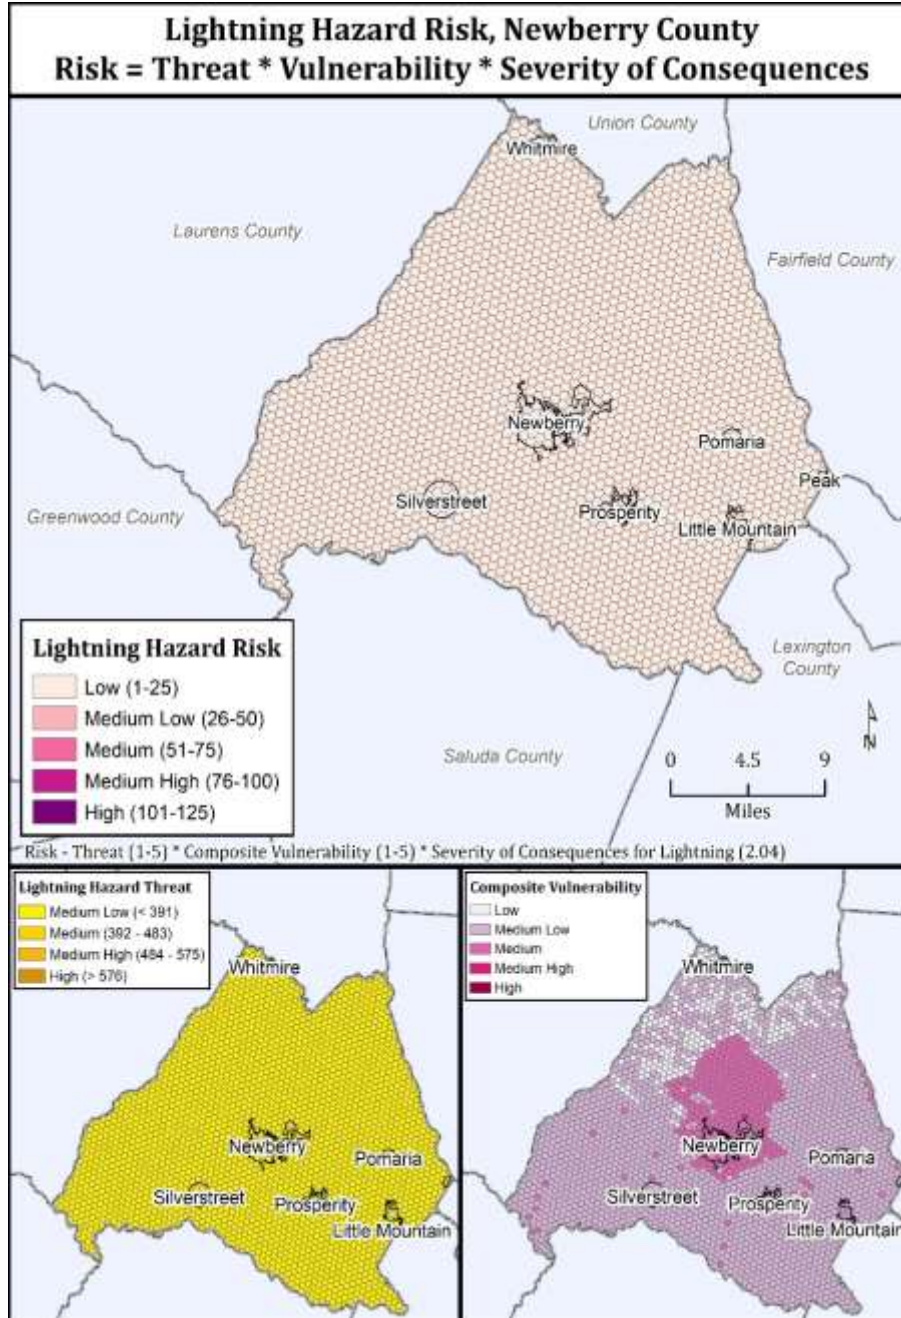 Lightning Hazard Risk, Newberry County
Risk = Threat * Vulnerability * Severity of Consequences
Union County
Whitmire
Laurens County
Fairfield County
Newberry
Pomaria
Peak
Silverstreet
Prosperity
Greenwood County
Little Mountain
Lightning Hazard Risk
Low (1-25)
Medium Low (26-50)
Medium (51-75)
Medium High (76-100)
High (101-125)
Lexington
County
Saluda County
N
0 4.5 9
Miles
Risk - Threat (1-5) * Composite Vulnerability (1-5) * Severity of Consequences for Lightning (2.04)
Lightning Hazard Threat
Medium Low (< 391)
Medium (392 - 483)
Medium High (484 - 575)
High (> 576)
Whitmire
Newberry
Pomaria
Silverstreet
Prosperity
Little Mountain
Composite Vulnerability
Low
Medium Low
Medium
Medium High
High
Whitmire
Newberry
Pomaria
Silverstreet
Prosperity
Little Mountain